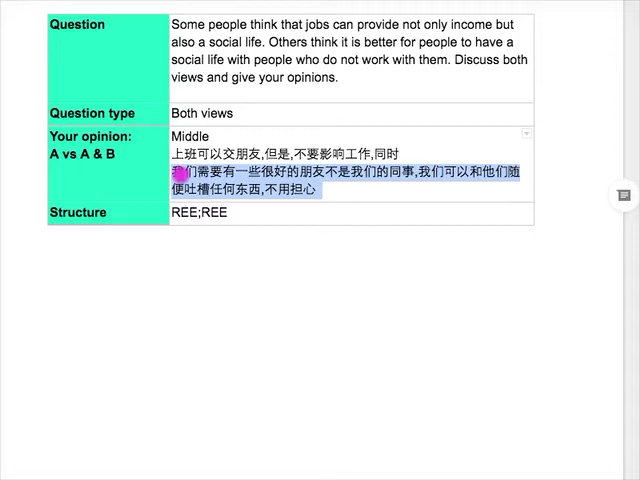 Question
Some people think that jobs can provide not only income but
also a social life. Others think it is better for people to have a
social life with people who do not work with them. Discuss both
views and give your opinions.
Question type
Both views
Your opinion:
A vs A & B
Middle
上班可以交朋友,但是,不要影响工作,同时
我们需要有一些很好的朋友不是我们的同事,我们可以和他们随
便吐槽任何东西,不用担心
Structure
REE;REE